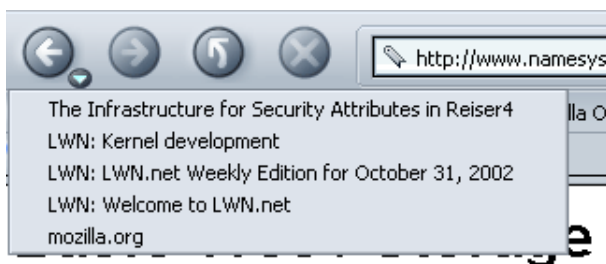 http://www.namesys
The Infrastructure for Security Attributes in Reiser4
lla O
LWN: Kernel development
LWN: LWN.net Weekly Edition for October 31, 2002
LWN: Welcome to LWN.net
mozilla.org